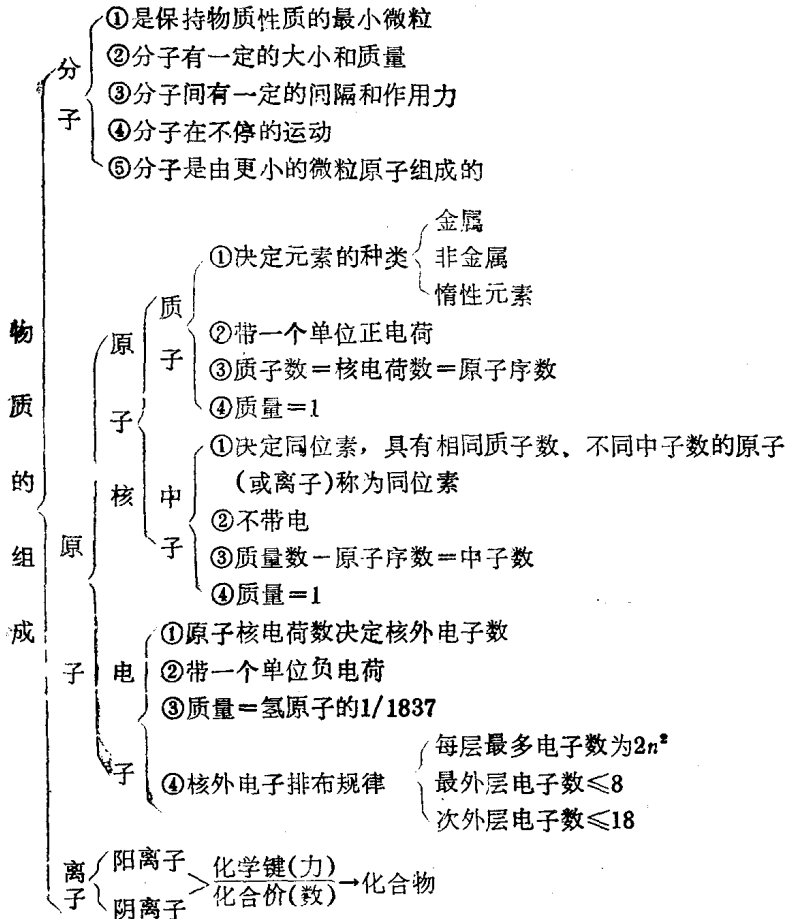 物质的组成
分子
①是保持物质性质的最小微粒
②分子有一定的大小和质量
③分子间有一定的间隔和作用力
④分子在不停的运动
⑤分子是由更小的微粒原子组成的
原子
原子核
质子
①决定元素的种类
金属
非金属
惰性元素
②带一个单位正电荷
③质子数＝核电荷数＝原子序数
④质量＝1
中子
①决定同位素，具有相同质子数、不同中子数的原子
(或离子)称为同位素
②不带电
③质量数－原子序数＝中子数
④质量＝1
电子
①原子核电荷数决定核外电子数
②带一个单位负电荷
③质量＝氢原子的1/1837
④核外电子排布规律
每层最多电子数为2n²
最外层电子数≤8
次外层电子数≤18
离子
阳离子
阴离子
化学键(力)
化合价(数)
→化合物